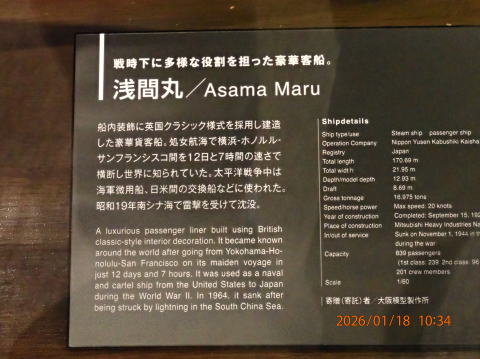 戦時下に多様な役割を担った豪華客船。
浅間丸／Asama Maru
船内装飾に英国クラシック様式を採用し建造
した豪華貨客船。処女航海で横浜-ホノルル-
サンフランシスコ間を12日と7時間の速さで
横断し世界に知られていた。太平洋戦争中は
海軍徴用船、日米間の交換船などに使われた。
昭和19年南シナ海で雷撃を受けて沈没。
A luxurious passenger liner built using British
classic-style interior decoration. It became known
around the world after going from Yokohama-Ho-
nolulu-San Francisco on its maiden voyage in
just 12 days and 7 hours. It was used as a naval
and cartel ship from the United States to Japan
during the World War II. In 1964, it sank after
being struck by lightning in the South China Sea.
Shipdetails
Ship type/use Steam ship passenger ship
Operation Company Nippon Yusen Kabushiki Kaisha
Registry Japan
Total length 170.69 m
Total width 21.95 m
Depth/model depth 12.93 m
Draft 8.69 m
Gross tonnage 16,975 tons
Speed/horse power Max speed: 20 knots
Year of construction Completed: September 15, 192
Place of construction Mitsubishi Heavy Industries Na
In/out of service Sunk on November 1, 1944 in th
during the war
Capacity 839 passengers
(1st class: 239 2nd class: 96
201 crew members
Scale 1/60
寄贈（寄託）者／大阪模型製作所
2026/01/18 10:34